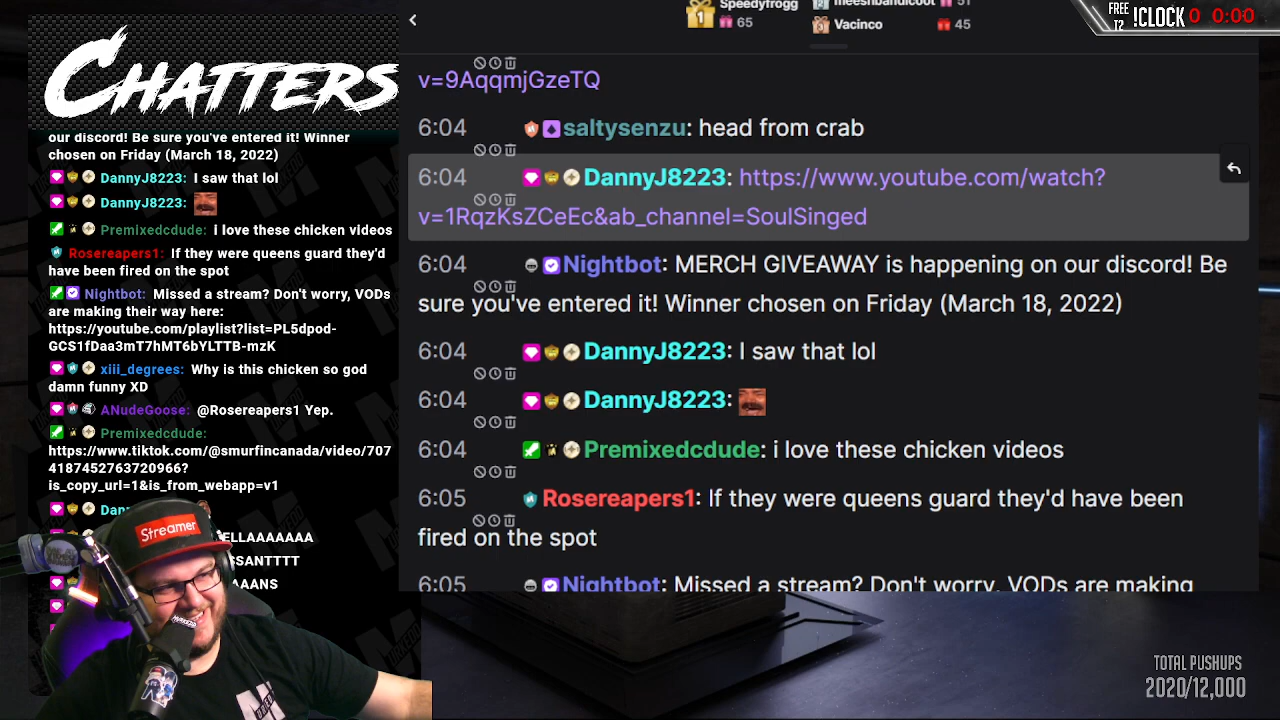 CHATTERS
our discord! Be sure you've entered it! Winner
chosen on Friday (March 18, 2022)
DannyJ8223: I saw that lol
DannyJ8223:
Premixedcdude: i love these chicken videos
Rosereapers1: If they were queens guard they'd
have been fired on the spot
Nightbot: Missed a stream? Don't worry, VODs
are making their way here:
https://youtube.com/playlist?list=PL5dpod-
GCS1fDaa3mT7hMT6bYLTTB-mzK
xiii_degrees: Why is this chicken so god
damn funny XD
ANudeGoose: @Rosereapers1 Yep.
Premixedcdude:
https://www.tiktok.com/@smurfincanada/video/707
4187452763720966?
is_copy_url=1&is_from_webapp=v1
Dan
ELLAAAAAAA
SSANTTTT
AAANS
Streamer
Speedyfrogg
1
65
meeshbandicoot 51
Vacinco 45
FREE
12
!CLOCK 0 0:00
v=9AqqmjGzeTQ
6:04 saltysenzu: head from crab
6:04 DannyJ8223: https://www.youtube.com/watch?
v=1RqzKsZCeEc&ab_channel=SoulSinged
6:04 Nightbot: MERCH GIVEAWAY is happening on our discord! Be
sure you've entered it! Winner chosen on Friday (March 18, 2022)
6:04 DannyJ8223: I saw that lol
6:04 DannyJ8223:
6:04 Premixedcdude: i love these chicken videos
6:05 Rosereapers1: If they were queens guard they'd have been
fired on the spot
6:05 Nightbot: Missed a stream? Don't worry, VODs are making
TOTAL PUSHUPS
2020/12,000